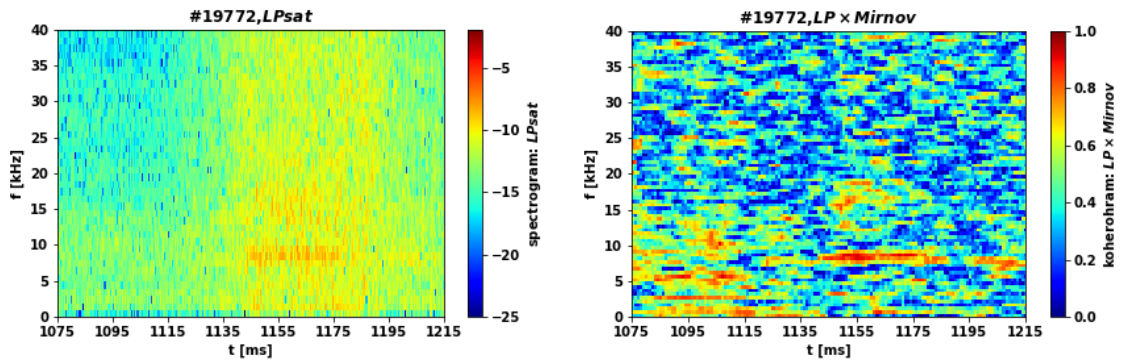 #19772,LPsat
40
35
30
25
20
15
10
5
0
f [kHz]
1075 1095 1115 1135 1155 1175 1195 1215
t [ms]
−5
−10
−15
−20
−25
spectrogram: LPsat
#19772,LP × Mirnov
40
35
30
25
20
15
10
5
0
f [kHz]
1075 1095 1115 1135 1155 1175 1195 1215
t [ms]
1.0
0.8
0.6
0.4
0.2
0.0
koherohram: LP × Mirnov